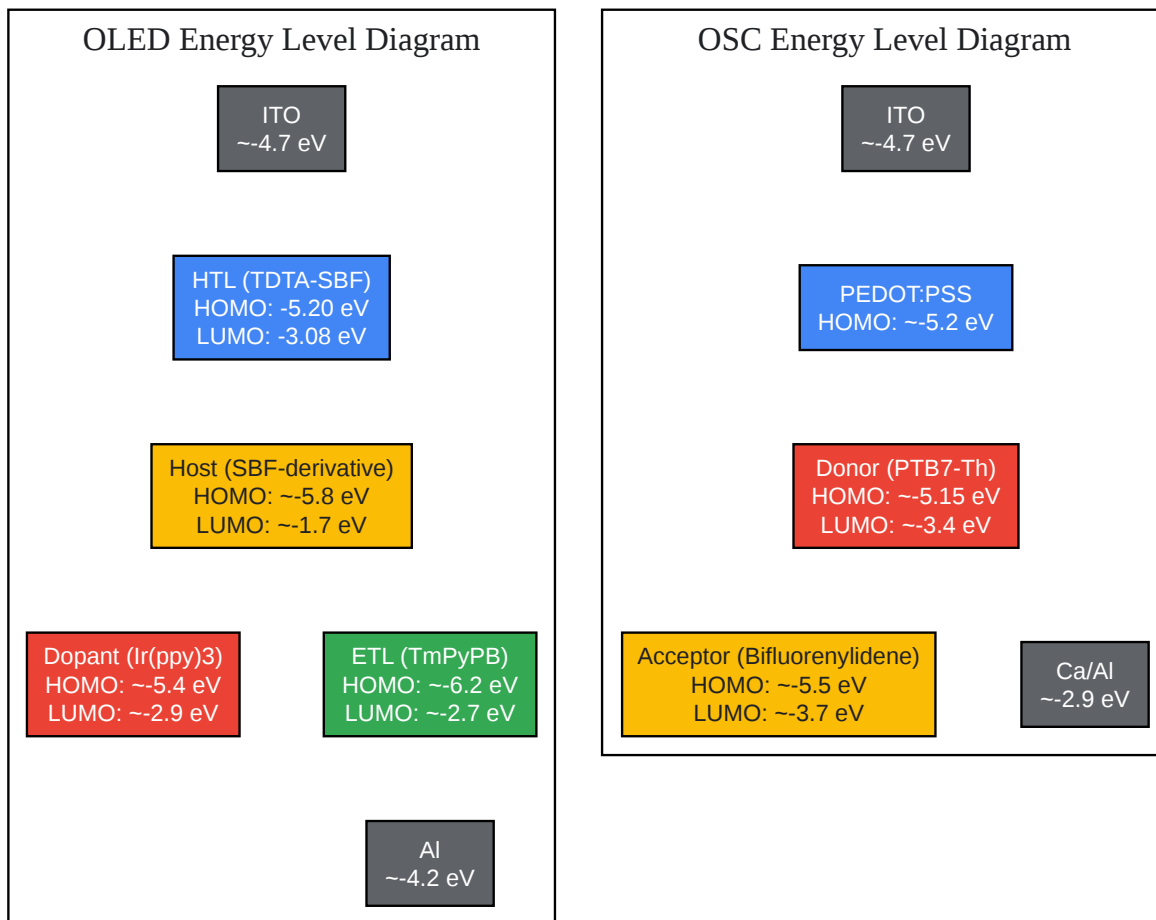 OLED Energy Level Diagram
ITO
~-4.7 eV
HTL (TDTA-SBF)
HOMO: -5.20 eV
LUMO: -3.08 eV
Host (SBF-derivative)
HOMO: ~-5.8 eV
LUMO: ~-1.7 eV
Dopant (Ir(ppy)3)
HOMO: ~-5.4 eV
LUMO: ~-2.9 eV
ETL (TmPyPB)
HOMO: ~-6.2 eV
LUMO: ~-2.7 eV
Al
~-4.2 eV
OSC Energy Level Diagram
ITO
~-4.7 eV
PEDOT:PSS
HOMO: ~-5.2 eV
Donor (PTB7-Th)
HOMO: ~-5.15 eV
LUMO: ~-3.4 eV
Acceptor (Bifluorenylidene)
HOMO: ~-5.5 eV
LUMO: ~-3.7 eV
Ca/Al
~-2.9 eV